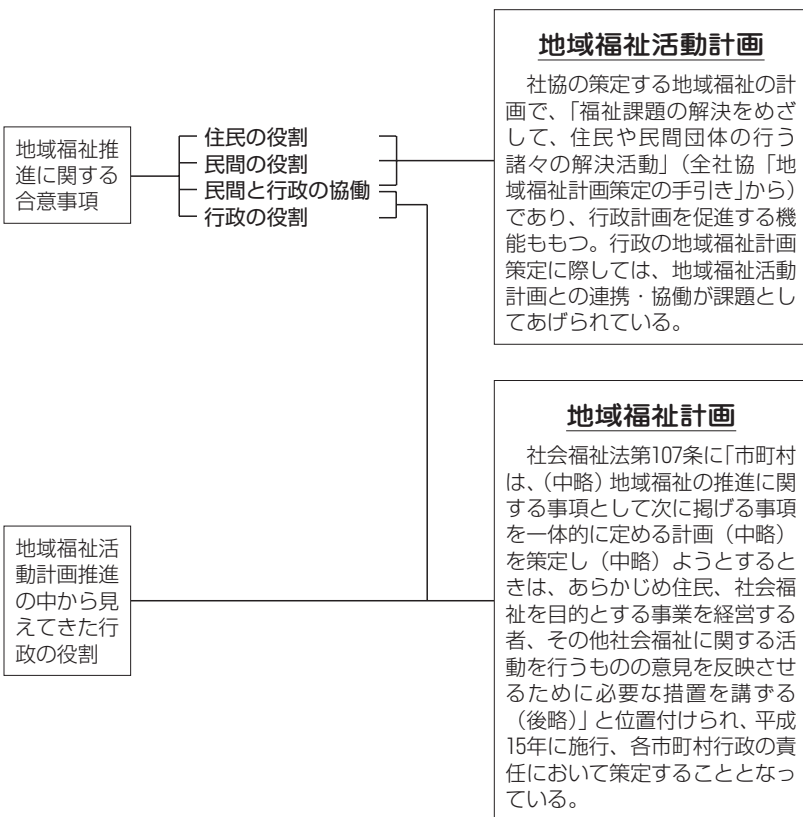 地域福祉推
進に関する
合意事項
住民の役割
民間の役割
民間と行政の協働
行政の役割
地域福祉活動計画
社協の策定する地域福祉の計
画で、「福祉課題の解決をめざ
して、住民や民間団体の行う
諸々の解決活動」（全社協「地
域福祉計画策定の手引き」から）
であり、行政計画を促進する機
能ももつ。行政の地域福祉計画
策定に際しては、地域福祉活動
計画との連携・協働が課題とし
てあげられている。
地域福祉活
動計画推進
の中から見
えてきた行
政の役割
地域福祉計画
社会福祉法第107条に「市町村
は、（中略）地域福祉の推進に関
する事項として次に掲げる事項
を一体的に定める計画（中略）
を策定し（中略）ようとすると
きは、あらかじめ住民、社会福
祉を目的とする事業を経営する
者、その他社会福祉に関する活
動を行うものの意見を反映させ
るために必要な措置を講ずる
（後略）」と位置付けられ、平成
15年に施行、各市町村行政の責
任において策定することとなっ
ている。